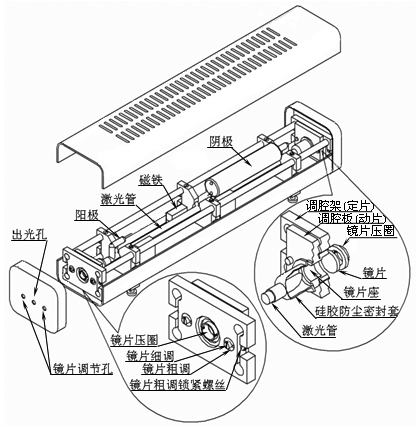 阴极
磁铁
激光管
阳极
出光孔
调腔架(定片)
调腔板(动片)
镜片压圈
镜片
镜片座
硅胶防尘密封套
激光管
镜片压圈
镜片细调
镜片粗调
镜片粗调锁紧螺丝
镜片调节孔